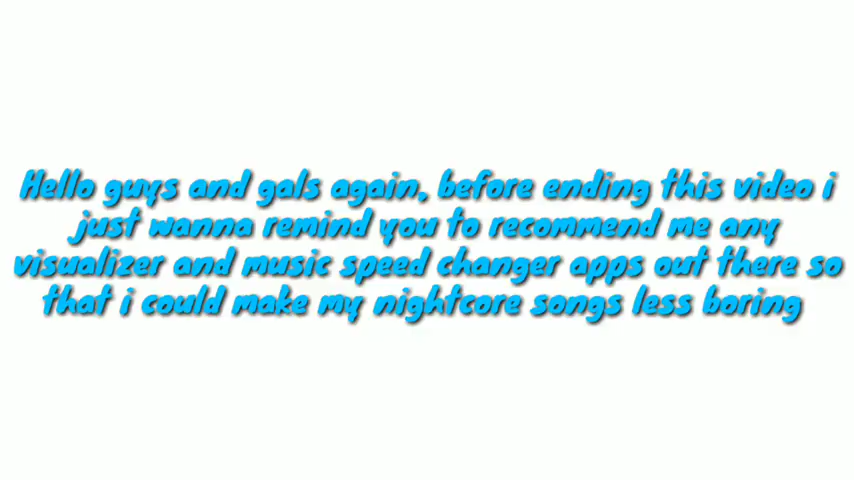 Hello guys and gals again, before ending this video i
just wanna remind you to recommend me any
visualizer and music speed changer apps out there so
that i could make my nightcore songs less boring